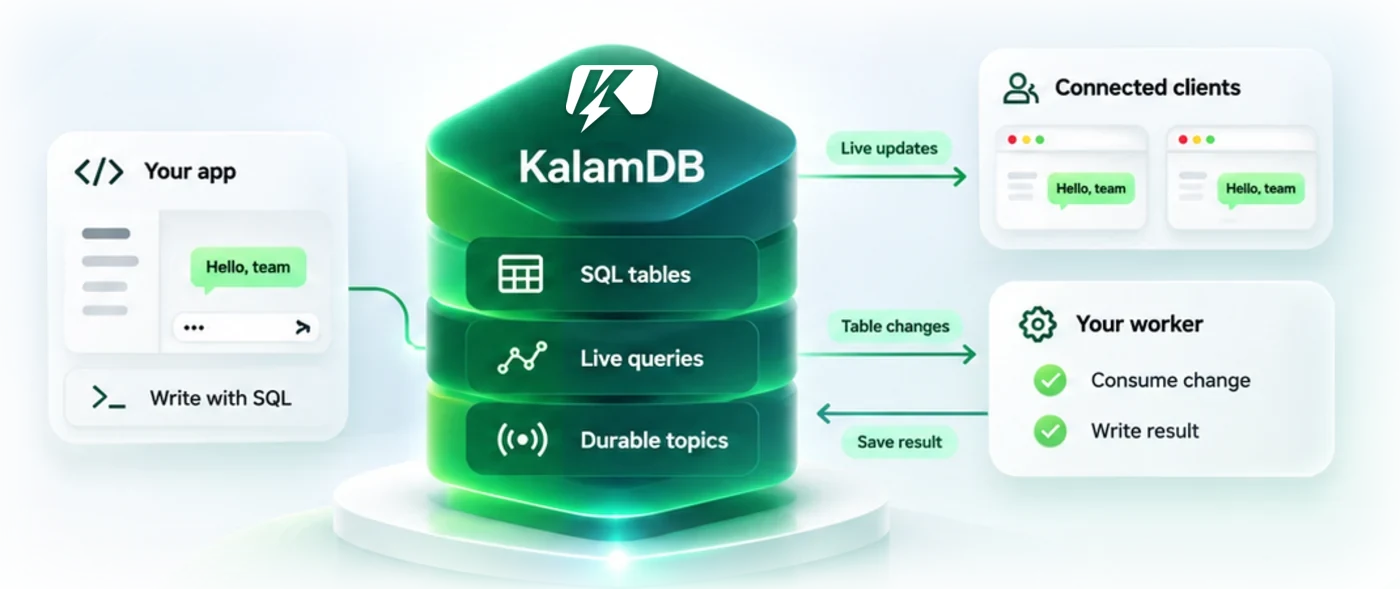 Your app
Hello, team
Write with SQL
KalamDB
SQL tables
Live queries
Durable topics
Live updates
Table changes
Save result
Connected clients
Hello, team
Hello, team
Your worker
Consume change
Write result